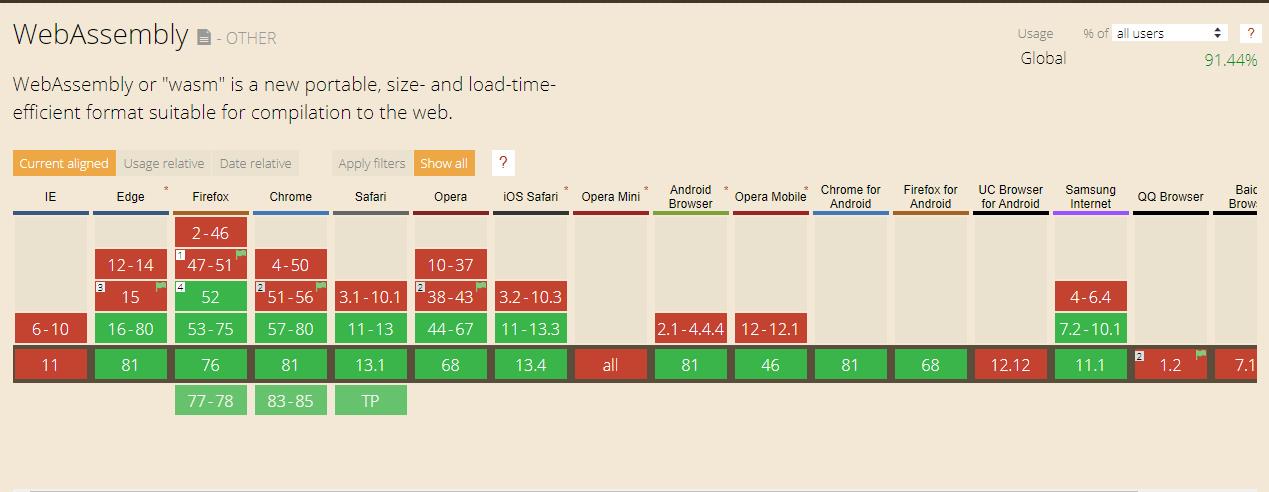 WebAssembly - OTHER
Usage % of all users ?
Global 91.44%
WebAssembly or "wasm" is a new portable, size- and load-time-
efficient format suitable for compilation to the web.
Current aligned Usage relative Date relative Apply filters Show all ?
IE Edge * Firefox Chrome Safari Opera iOS Safari * Opera Mini * Android Browser * Opera Mobile * Chrome for Android Firefox for Android UC Browser for Android Samsung Internet QQ Browser
2-46
12-14 1 47-51 4-50 10-37
3 15 4 52 2 51-56 3.1-10.1 2 38-43 3.2-10.3 4-6.4
6-10 16-80 53-75 57-80 11-13 44-67 11-13.3 2.1-4.4.4 12-12.1 7.2-10.1
11 81 76 81 13.1 68 13.4 all 81 46 81 68 12.12 11.1 2 1.2
77-78 83-85 TP